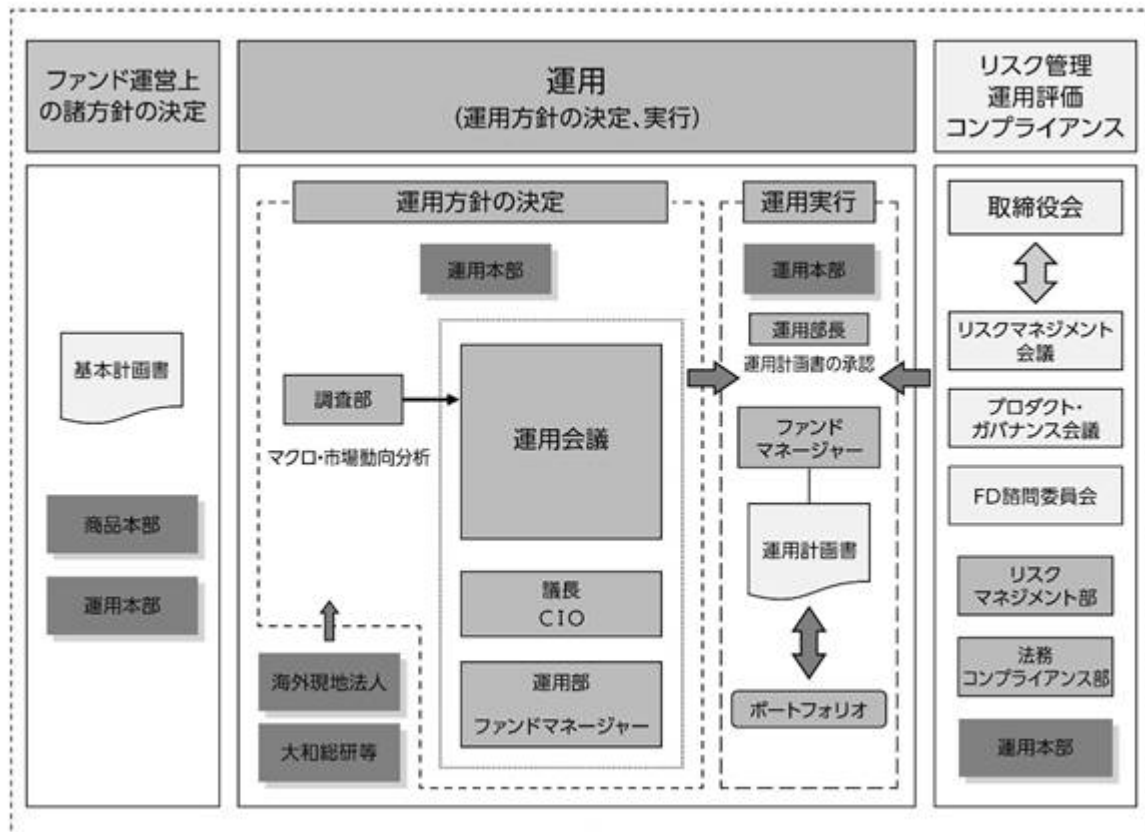 ファンド運営上
の諸方針の決定
運用
(運用方針の決定、実行)
リスク管理
運用評価
コンプライアンス
基本計画書
商品本部
運用本部
運用方針の決定
運用本部
調査部
マクロ・市場動向分析
運用会議
議長
CIO
運用部
ファンドマネージャー
海外現地法人
大和総研等
運用実行
運用本部
運用部長
運用計画書の承認
ファンド
マネージャー
運用計画書
ポートフォリオ
取締役会
リスクマネジメント
会議
プロダクト・
ガバナンス会議
FD諮問委員会
リスク
マネジメント部
法務
コンプライアンス部
運用本部